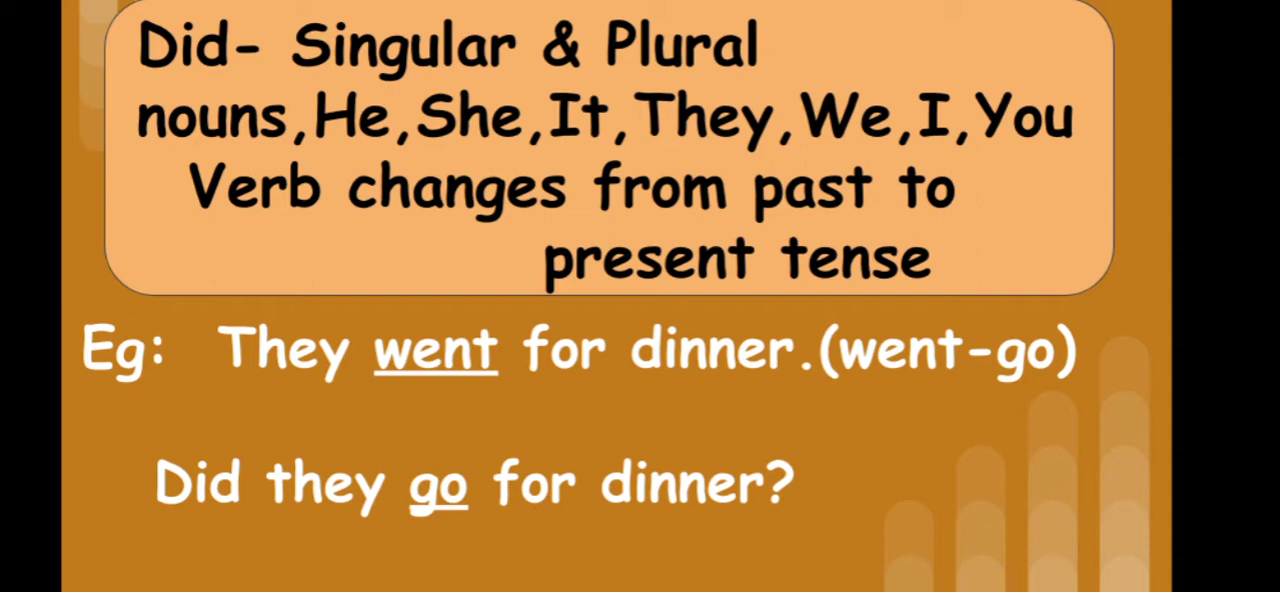 Did- Singular & Plural
nouns,He,She,It,They,We,I,You
Verb changes from past to
present tense
Eg: They went for dinner.(went-go)
Did they go for dinner?